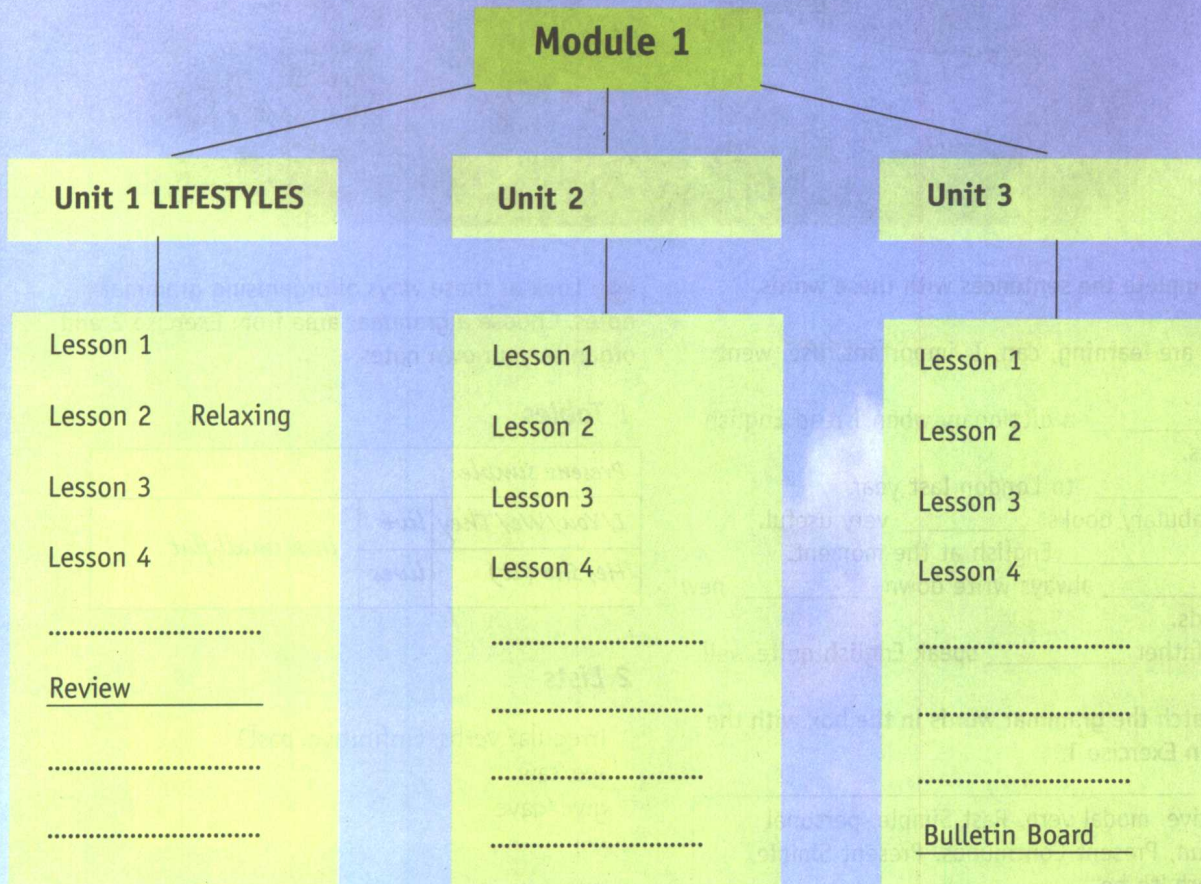 Module 1
Unit 1 LIFESTYLES
Lesson 1
Lesson 2 Relaxing
Lesson 3
Lesson 4
Review
Unit 2
Lesson 1
Lesson 2
Lesson 3
Lesson 4
Unit 3
Lesson 1
Lesson 2
Lesson 3
Lesson 4
Bulletin Board